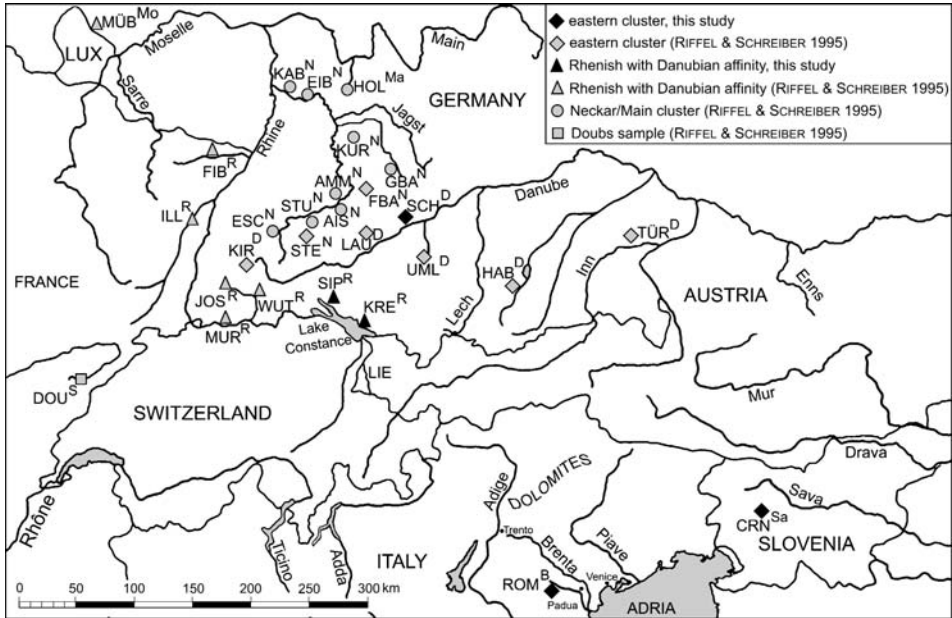 MÜB Mo
LUX
Moselle
Main
Sarre
KAB N
EIB N
HOL Ma
GERMANY
Rhine
Jagst
KUR N
FIB R
GBA N
AMM N
FBA N
SCH D
Danube
ILL R
STU N
ESC N
AIS N
KIR D
STE N
LAU D
TÜR D
UML D
HAB D
Inn
Enns
FRANCE
AUSTRIA
JOS R
WUT R
SIP R
KRE R
Lech
MUR R
Lake
Constance
LIE
DOU S
SWITZERLAND
Mur
Drava
Rhône
Adige
DOLOMITES
Sava
CRN Sa
SLOVENIA
Trento
Piave
Brenta
Ticino
Adda
ITALY
ROM B
Venice
Padua
ADRIA
0 100 200 300 km
eastern cluster, this study
eastern cluster (RIFFEL & SCHREIBER 1995)
Rhenish with Danubian affinity, this study
Rhenish with Danubian affinity (RIFFEL & SCHREIBER 1995)
Neckar/Main cluster (RIFFEL & SCHREIBER 1995)
Doubs sample (RIFFEL & SCHREIBER 1995)